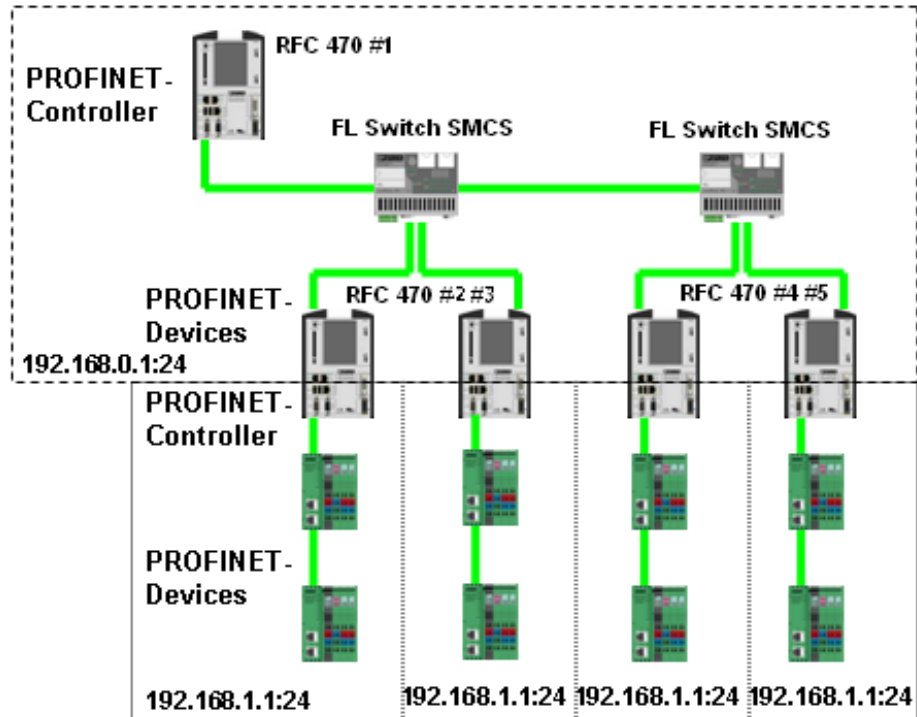 RFC 470 #1
PROFINET-
Controller
FL Switch SMCS
FL Switch SMCS
PROFINET-
Devices
RFC 470 #2 #3
RFC 470 #4 #5
192.168.0.1:24
PROFINET-
Controller
PROFINET-
Devices
192.168.1.1:24
192.168.1.1:24
192.168.1.1:24
192.168.1.1:24